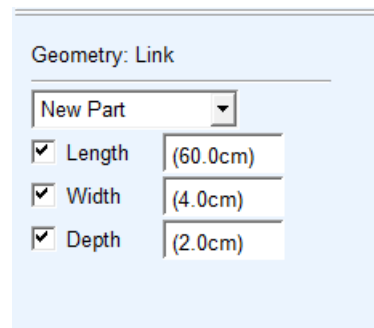 Geometry: Link
New Part
Length (60.0cm)
Width (4.0cm)
Depth (2.0cm)